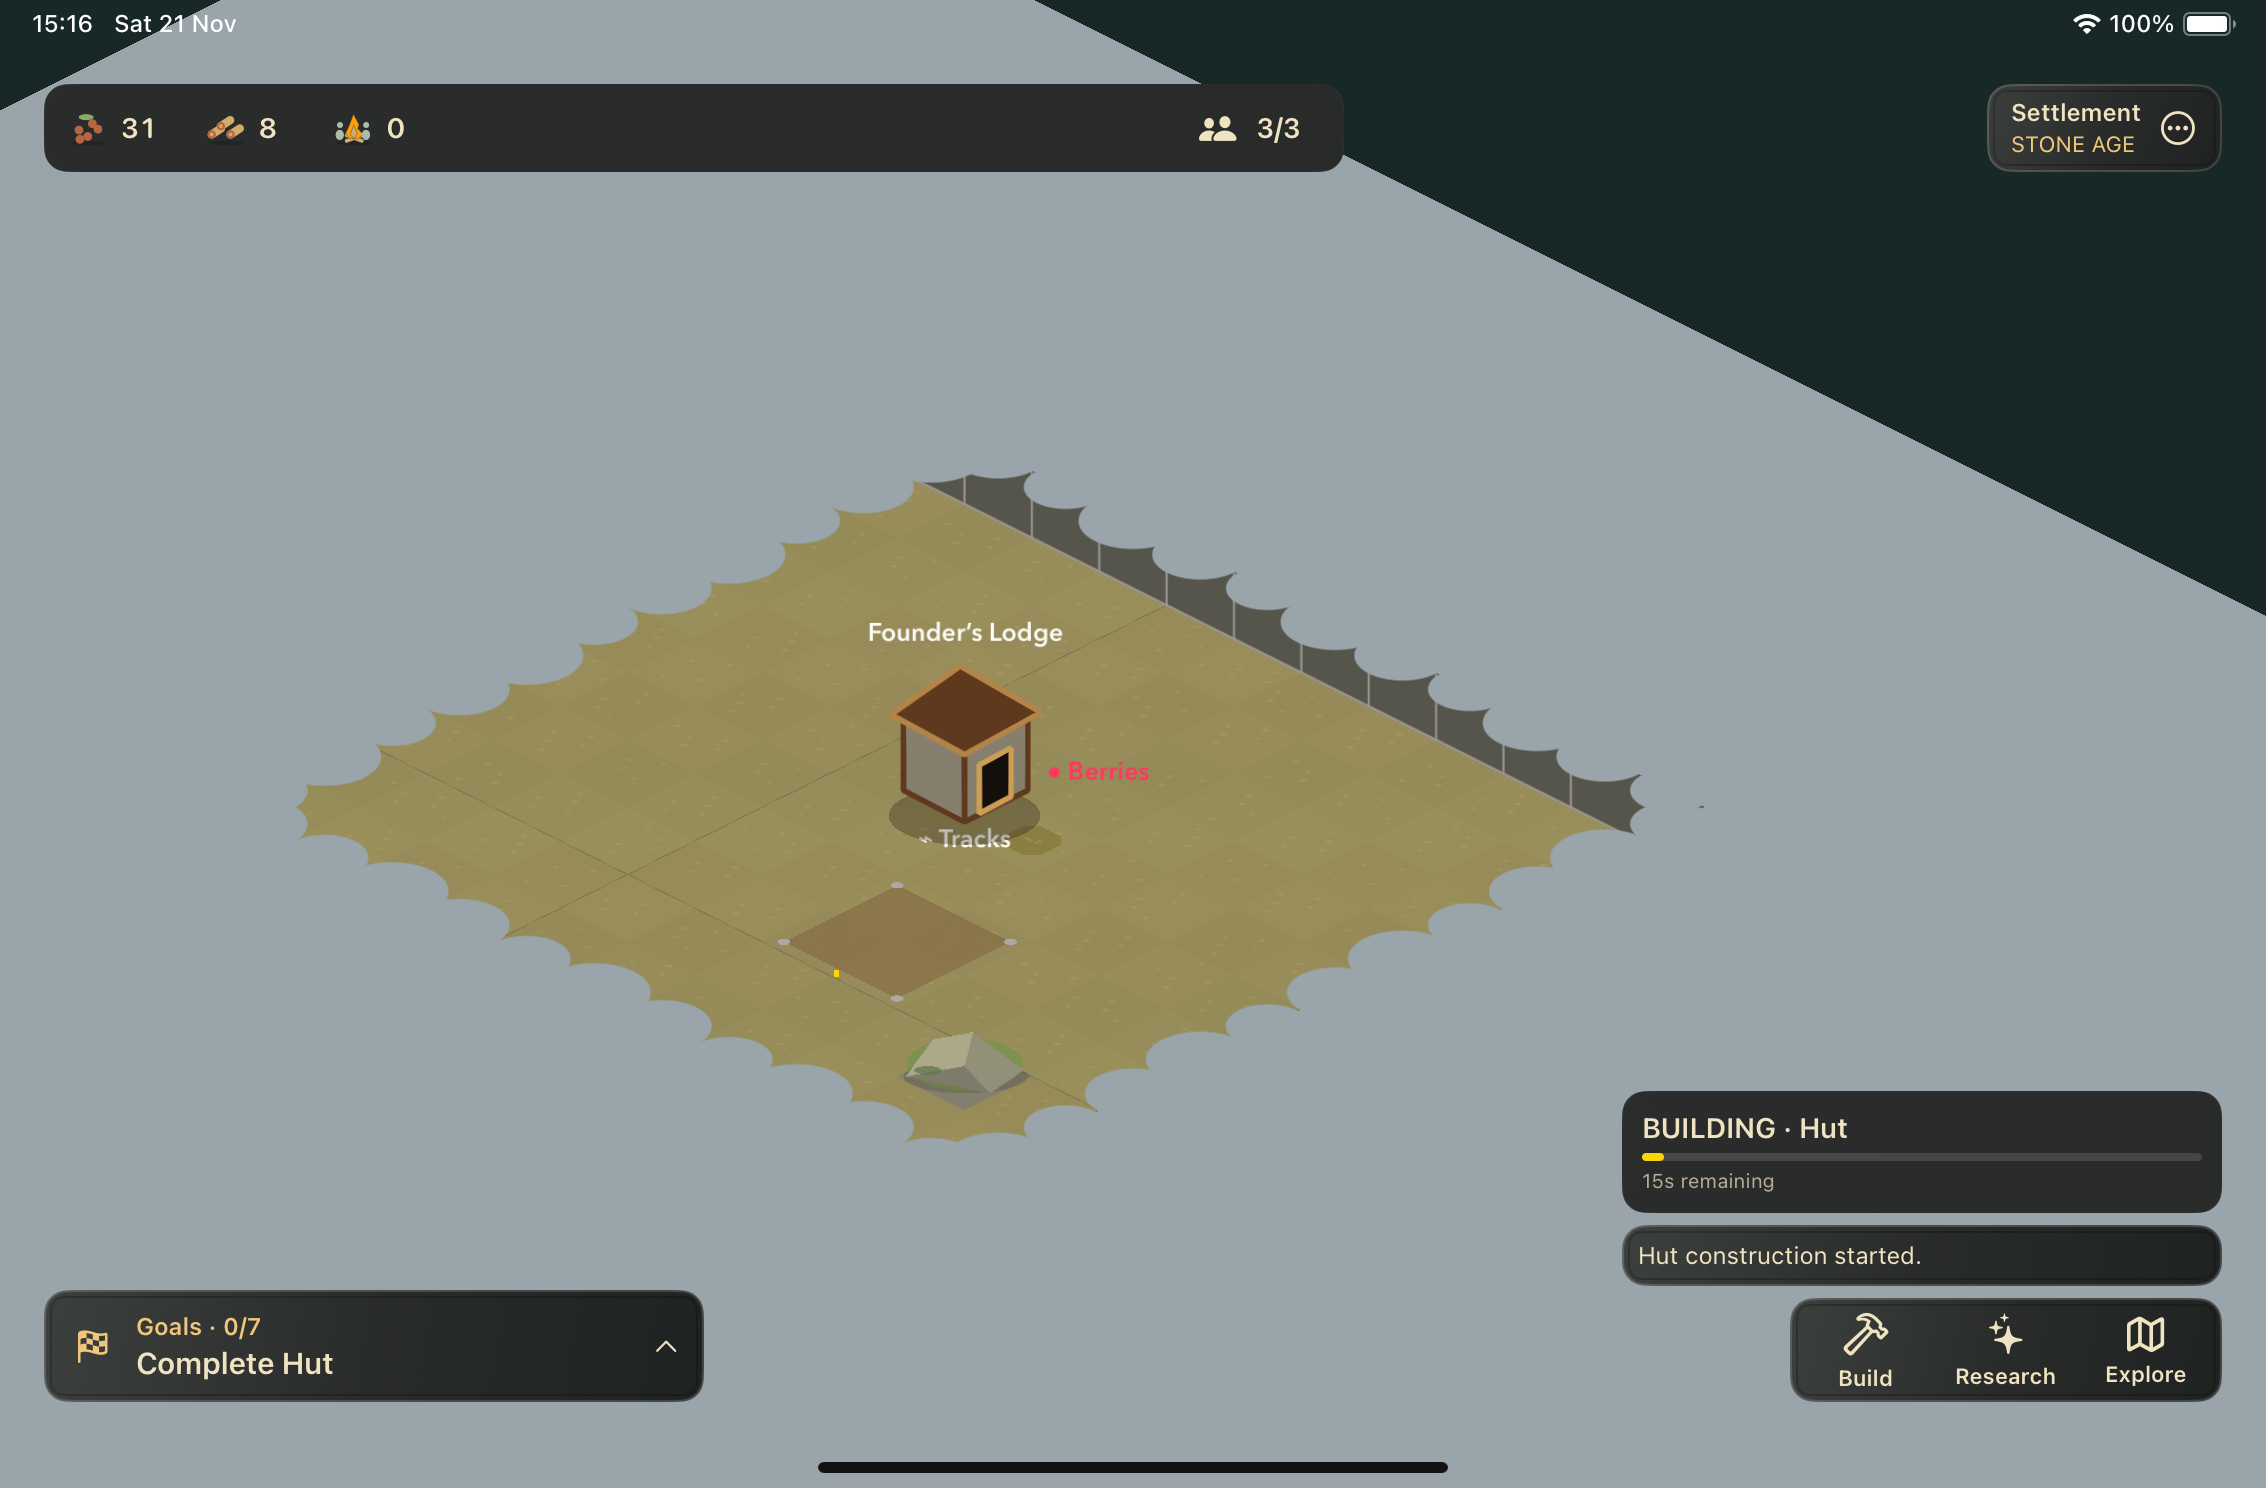 15:16 Sat 21 Nov
100%
31 8 0 3/3
Settlement
STONE AGE
Founder’s Lodge
Berries
Tracks
BUILDING · Hut
15s remaining
Hut construction started.
Goals · 0/7
Complete Hut
Build Research Explore